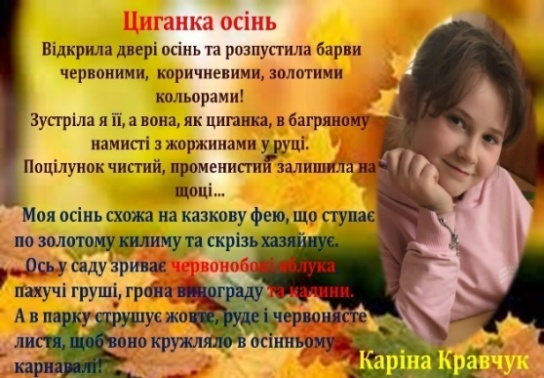 Циганка осінь
Відкрила двері осінь та розпустила барви
червоними, коричневими, золотими
кольорами!
Зустріла я її, а вона, як циганка, в багряному
намисті з жоржинами у руці.
Поцілунок чистий, променистий залишила на
щоці...
Моя осінь схожа на казкову фею, що ступає
по золотому килиму та скрізь хазяйнує.
Ось у саду зриває червонобокі яблука
пахучі груші, грона винограду та калини.
А в парку струшує жовте, руде і червонясте
листя, щоб воно кружляло в осінньому
карнавалі!
Каріна Кравчук